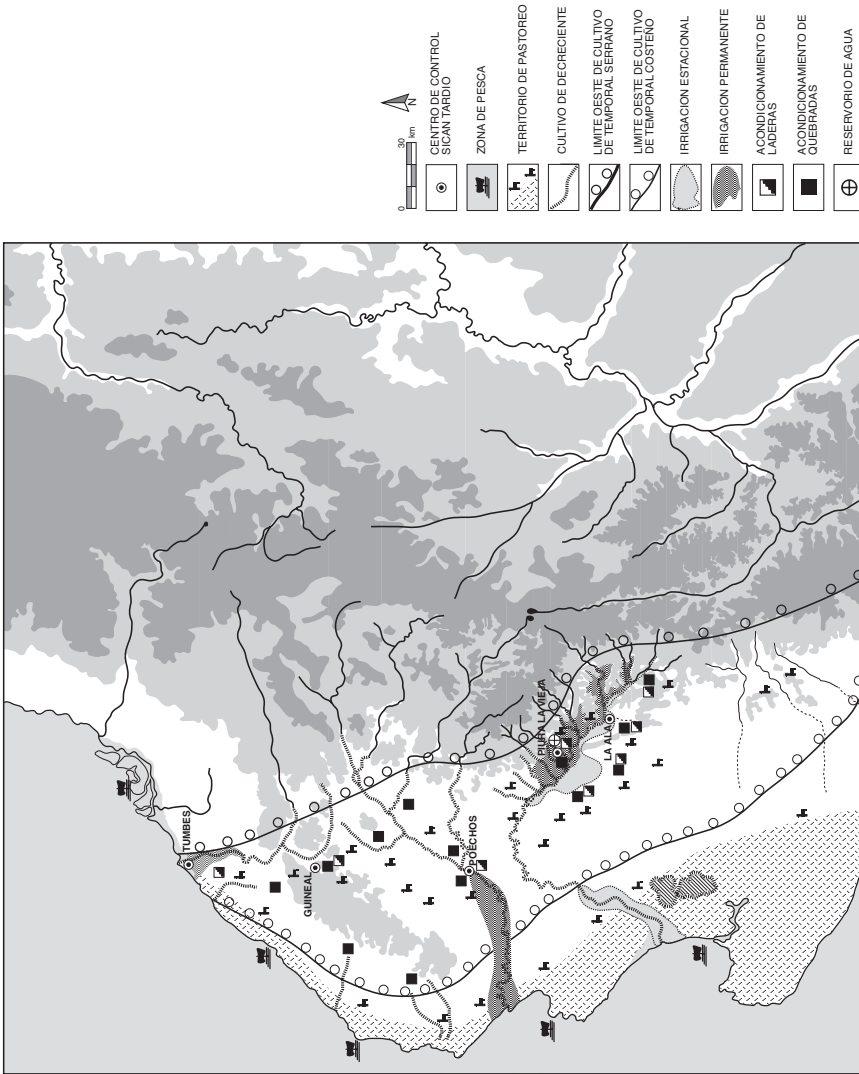 0
30
km
N
CENTRO DE CONTROL
SICAN TARDIO
ZONA DE PESCA
TERRITORIO DE PASTOREO
CULTIVO DE DECRECIENTE
LIMITE OESTE DE CULTIVO
DE TEMPORAL SERRANO
LIMITE OESTE DE CULTIVO
DE TEMPORAL COSTEÑO
IRRIGACION ESTACIONAL
IRRIGACION PERMANENTE
ACONDICIONAMIENTO DE
LADERAS
ACONDICIONAMIENTO DE
QUEBRADAS
RESERVORIO DE AGUA
TUMBES
GUINEAL
POECHOS
PIURA LA VIEJA
LA ALA